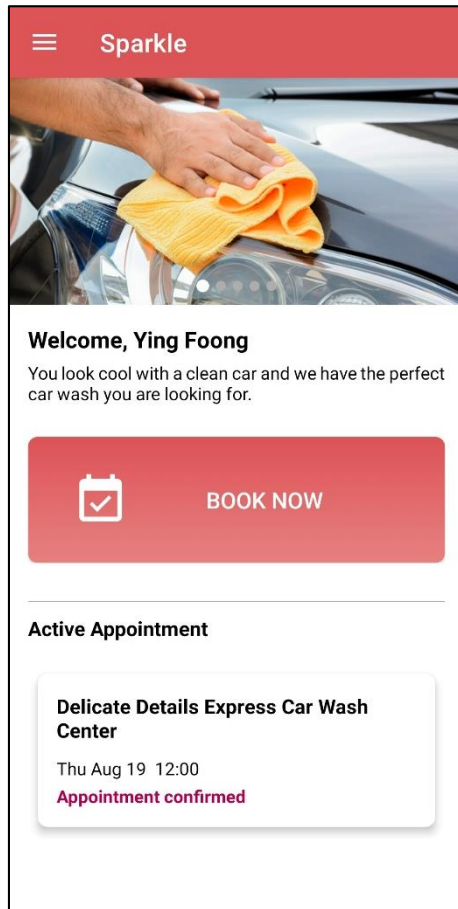 Sparkle
Welcome, Ying Foong
You look cool with a clean car and we have the perfect
car wash you are looking for.
BOOK NOW
Active Appointment
Delicate Details Express Car Wash
Center
Thu Aug 19 12:00
Appointment confirmed